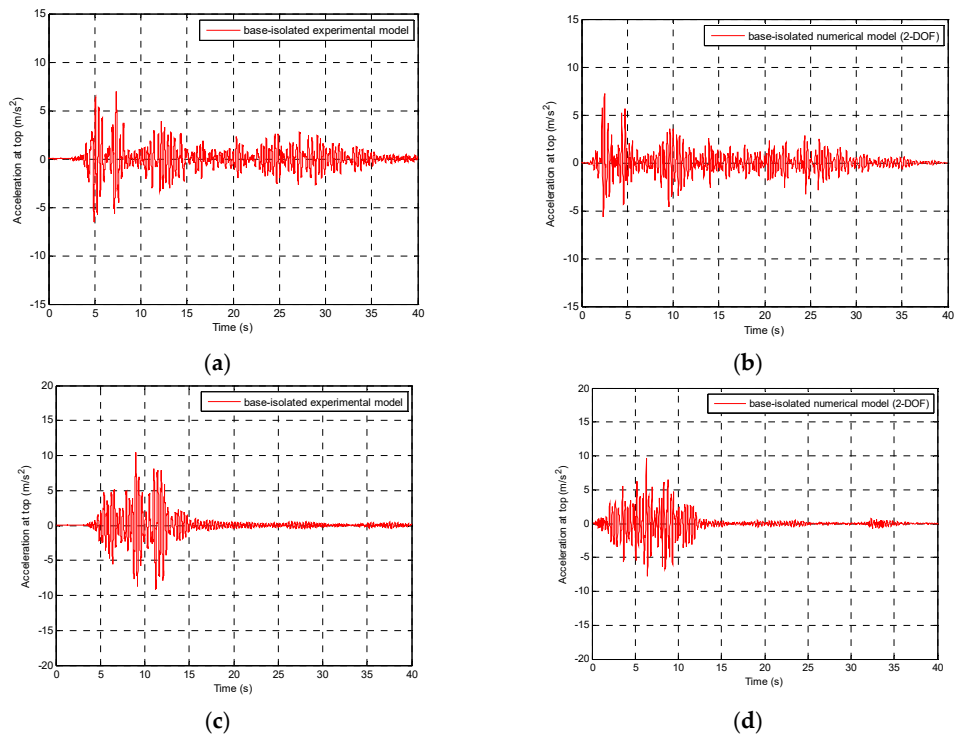 base-isolated experimental model
15
10
5
0
-5
-10
-15
Acceleration at top (m/s²)
0 5 10 15 20 25 30 35 40
Time (s)
(a)
base-isolated numerical model (2-DOF)
15
10
5
0
-5
-10
-15
Acceleration at top (m/s²)
0 5 10 15 20 25 30 35 40
Time (s)
(b)
base-isolated experimental model
20
15
10
5
0
-5
-10
-15
-20
Acceleration at top (m/s²)
0 5 10 15 20 25 30 35 40
Time (s)
(c)
base-isolated numerical model (2-DOF)
20
15
10
5
0
-5
-10
-15
-20
Acceleration at top (m/s²)
0 5 10 15 20 25 30 35 40
Time (s)
(d)